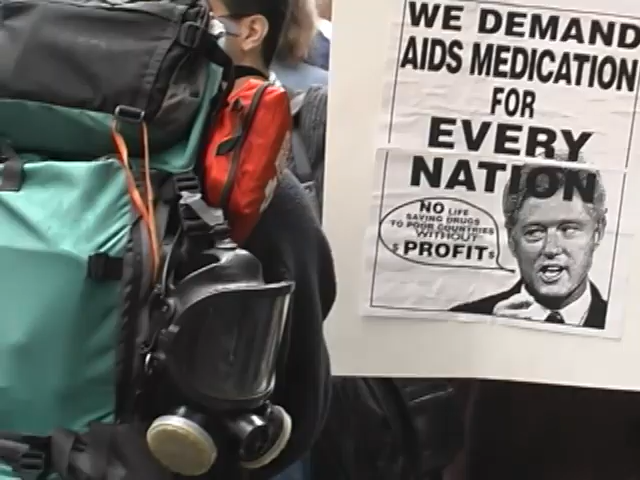 WE DEMAND
AIDS MEDICATION
FOR
EVERY
NATION
NO LIFE
SAVING DRUGS
TO POOR COUNTRIES
WITHOUT
$ PROFIT $